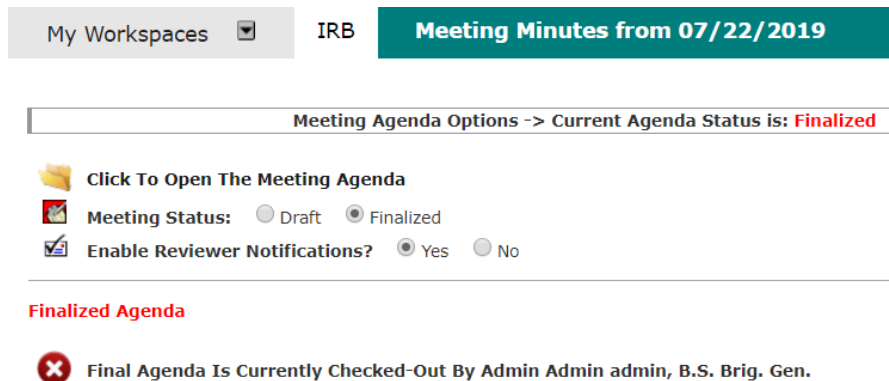 My Workspaces IRB Meeting Minutes from 07/22/2019
Meeting Agenda Options -> Current Agenda Status is: Finalized
Click To Open The Meeting Agenda
Meeting Status: Draft Finalized
Enable Reviewer Notifications? Yes No
Finalized Agenda
Final Agenda Is Currently Checked-Out By Admin Admin admin, B.S. Brig. Gen.